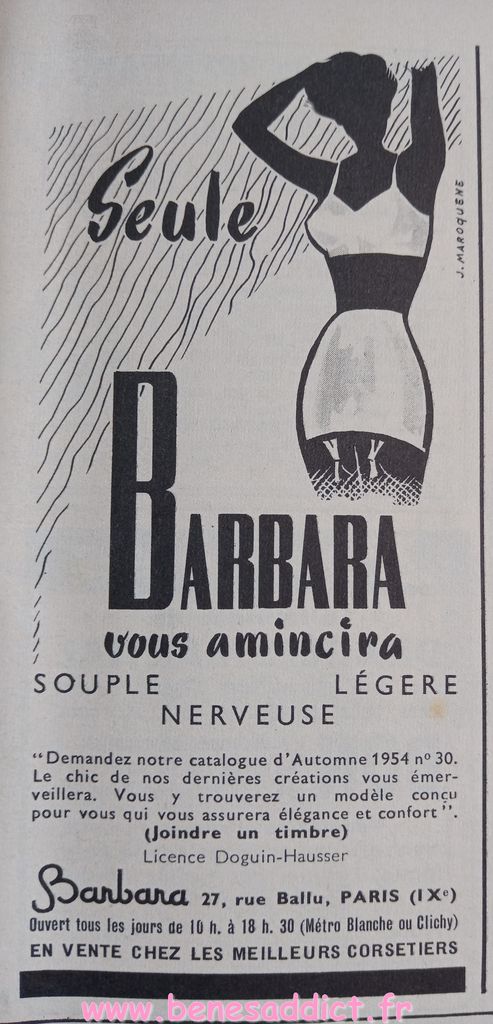 Seule
J. MAROQUENE
BARBARA
vous amincira
SOUPLE LÉGERE
NERVEUSE
“Demandez notre catalogue d’Automne 1954 nº 30.
Le chic de nos dernières créations vous émer-
veillera. Vous y trouverez un modèle conçu
pour vous qui vous assurera élégance et confort”.
(Joindre un timbre)
Licence Doguin-Hausser
Barbara 27, rue Ballu, PARIS (IXᵉ)
Ouvert tous les jours de 10 h. à 18 h. 30 (Métro Blanche ou Clichy)
EN VENTE CHEZ LES MEILLEURS CORSETIERS
www.benesaddict.fr